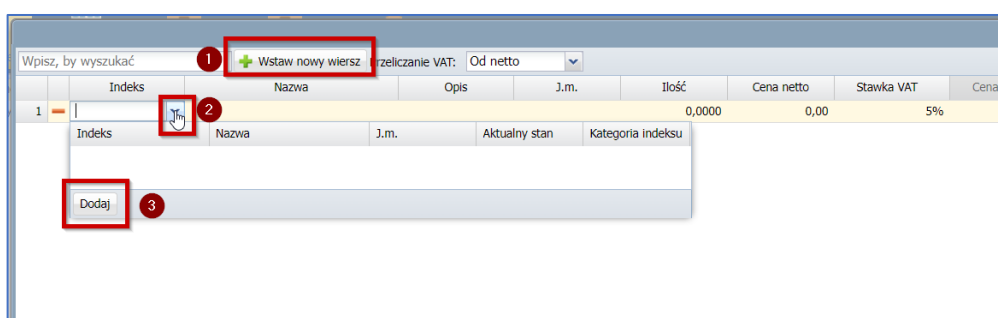 Wpisz, by wyszukać 1 Wstaw nowy wiersz rzeliczanie VAT: Od netto
Indeks Nazwa Opis J.m. Ilość Cena netto Stawka VAT Cena
1 2 0,0000 0,00 5%
Indeks Nazwa J.m. Aktualny stan Kategoria indeksu
Dodaj 3